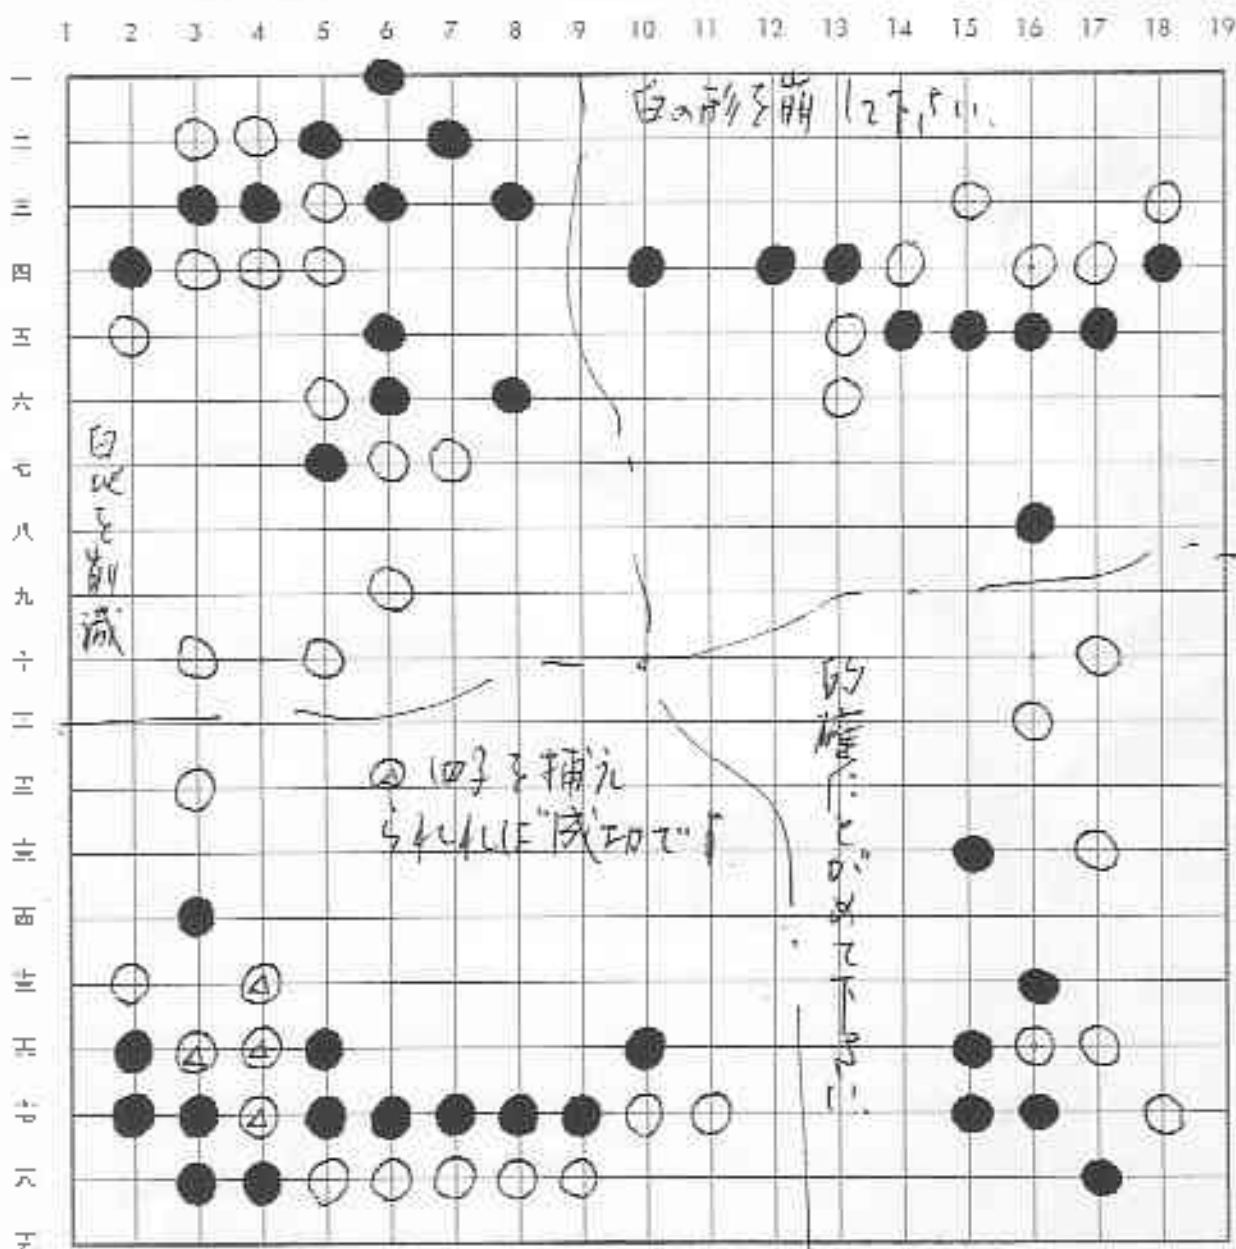 1 2 3 4 5 6 7 8 9 10 11 12 13 14 15 16 17 18 19
一
二
三
四
五
六
七
八
九
十
十一
十二
十三
十四
十五
十六
十七
十八
十九
白の形を崩して下さい。
白地を削減
△四子を捕え
られれば成功です
的確にとがめて下さい